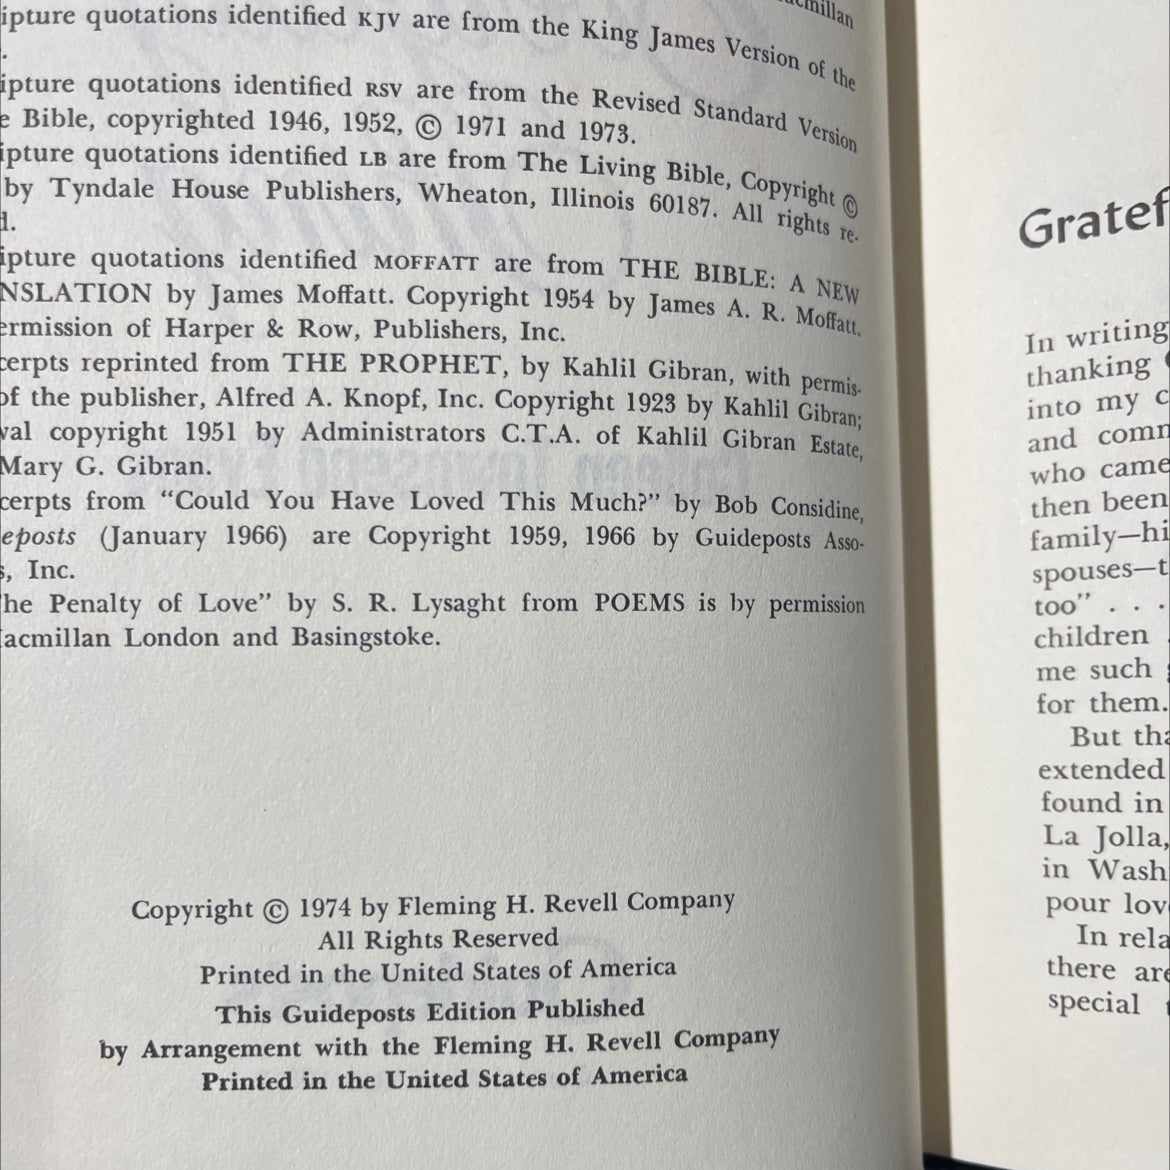 acmillan
ipture quotations identified KJV are from the King James Version of the
.
ipture quotations identified RSV are from the Revised Standard Version
e Bible, copyrighted 1946, 1952, © 1971 and 1973.
ipture quotations identified LB are from The Living Bible, Copyright ©
by Tyndale House Publishers, Wheaton, Illinois 60187. All rights re-
d.
ipture quotations identified MOFFATT are from THE BIBLE: A NEW
NSLATION by James Moffatt. Copyright 1954 by James A. R. Moffatt.
ermission of Harper & Row, Publishers, Inc.
cerpts reprinted from THE PROPHET, by Kahlil Gibran, with permis-
of the publisher, Alfred A. Knopf, Inc. Copyright 1923 by Kahlil Gibran;
val copyright 1951 by Administrators C.T.A. of Kahlil Gibran Estate,
Mary G. Gibran.
cerpts from "Could You Have Loved This Much?" by Bob Considine,
eposts (January 1966) are Copyright 1959, 1966 by Guideposts Asso-
s, Inc.
he Penalty of Love" by S. R. Lysaght from POEMS is by permission
acmillan London and Basingstoke.
Copyright © 1974 by Fleming H. Revell Company
All Rights Reserved
Printed in the United States of America
This Guideposts Edition Published
by Arrangement with the Fleming H. Revell Company
Printed in the United States of America
Gratef
In writing
thanking
into my c
and comm
who came
then been
family—hi
spouses—t
too" . . .
children
me such
for them.
But tha
extended
found in
La Jolla,
in Wash
pour lov
In rela
there are
special t